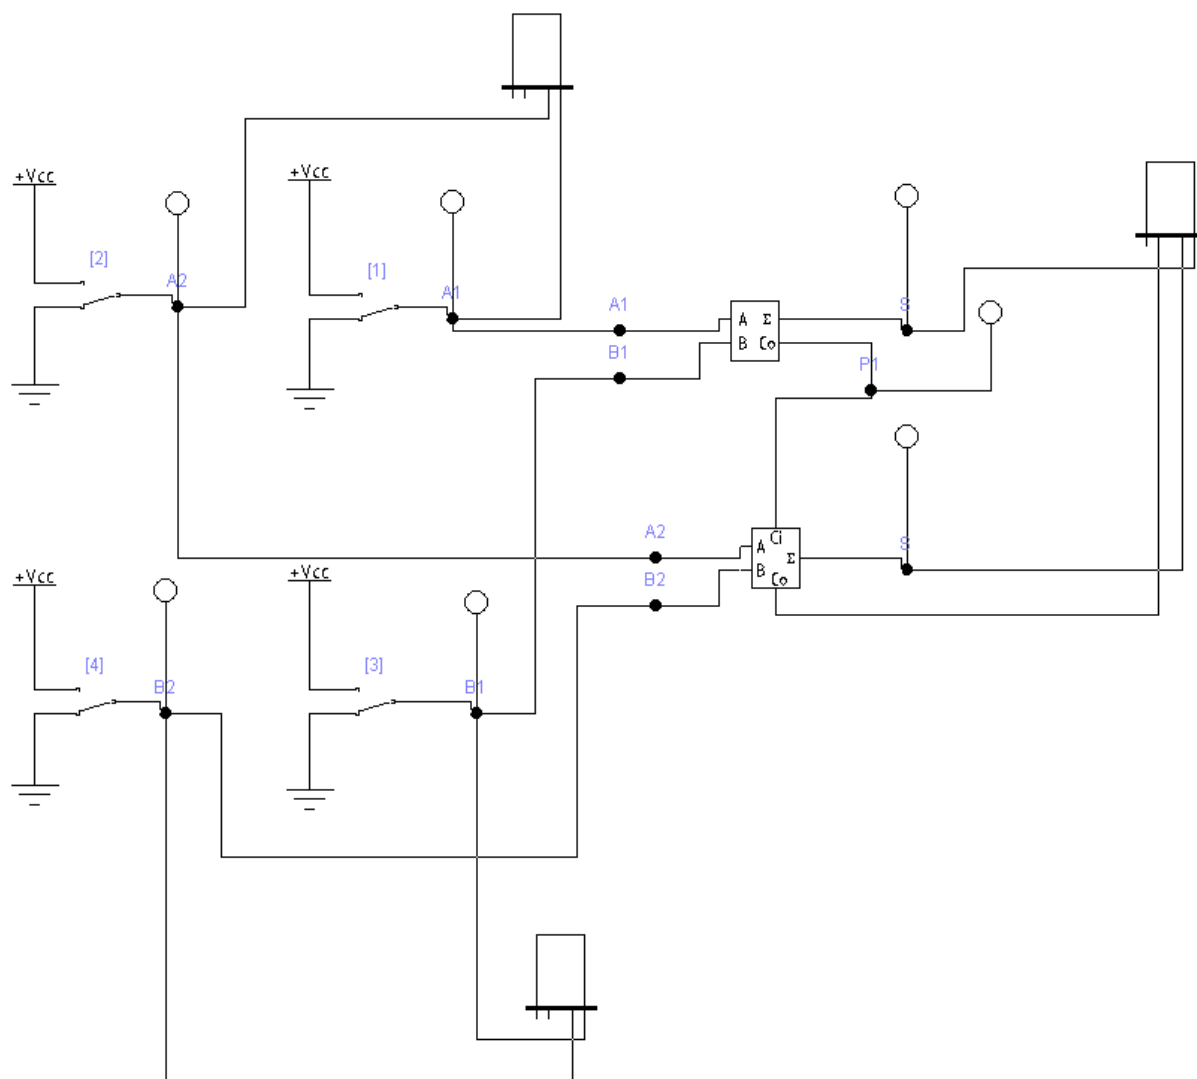 +Vcc
+Vcc
[2]
[1]
A2
A1
A1
S
A Σ
B Co
B1
P1
A2
Ci
A
Σ
B
Co
S
B2
+Vcc
+Vcc
[4]
[3]
B2
B1